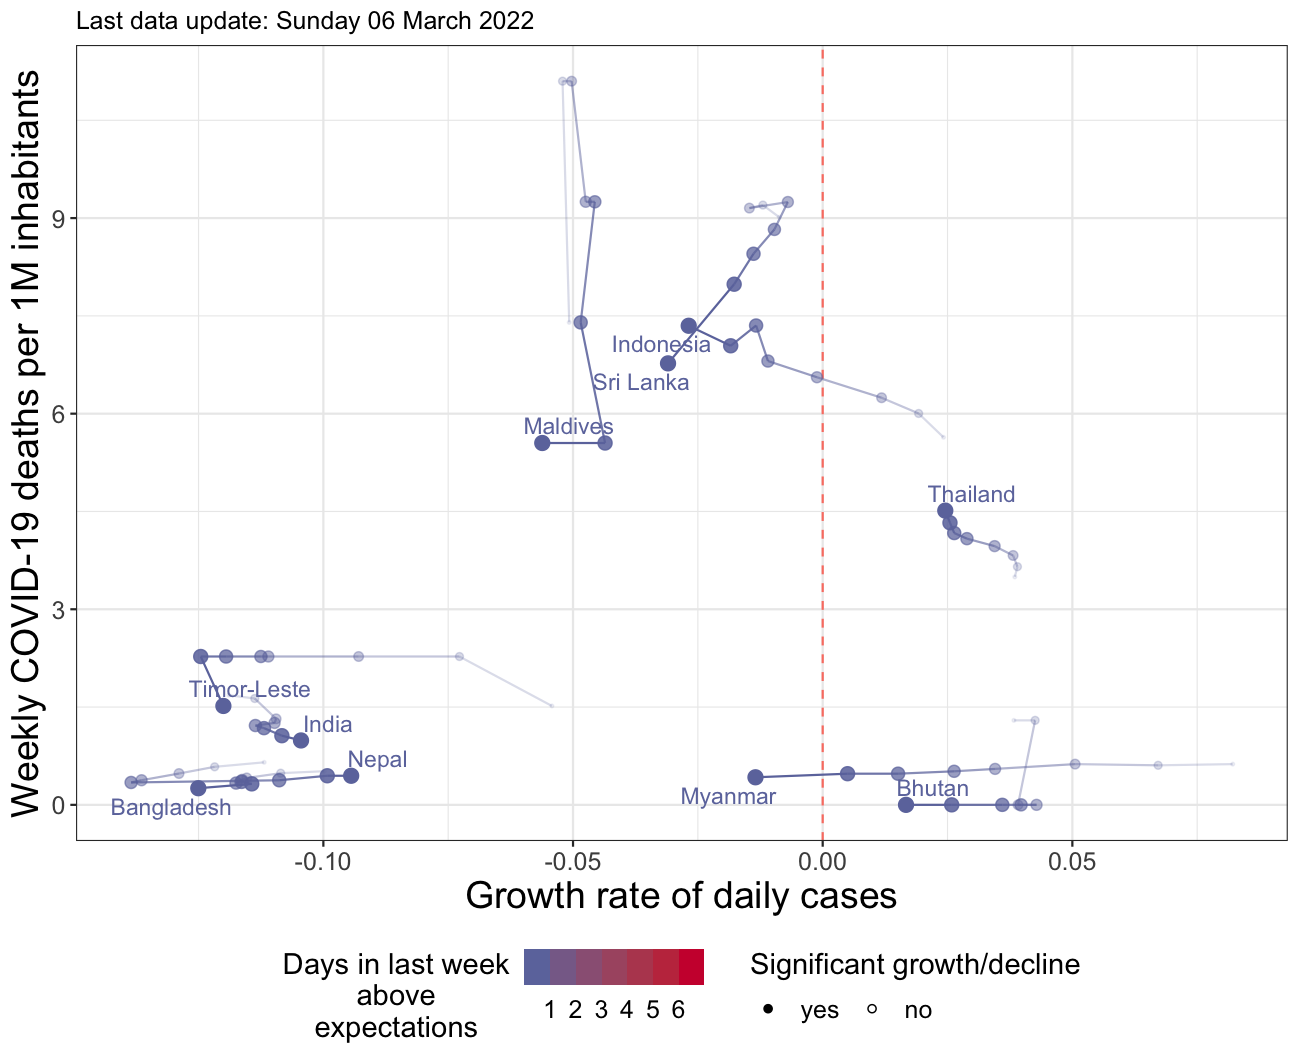 Last data update: Sunday 06 March 2022
Weekly COVID-19 deaths per 1M inhabitants
9
6
3
0
Indonesia
Sri Lanka
Maldives
Thailand
Timor-Leste
India
Nepal
Bangladesh
Myanmar
Bhutan
-0.10 -0.05 0.00 0.05
Growth rate of daily cases
Days in last week
above
expectations
1 2 3 4 5 6
Significant growth/decline
yes no